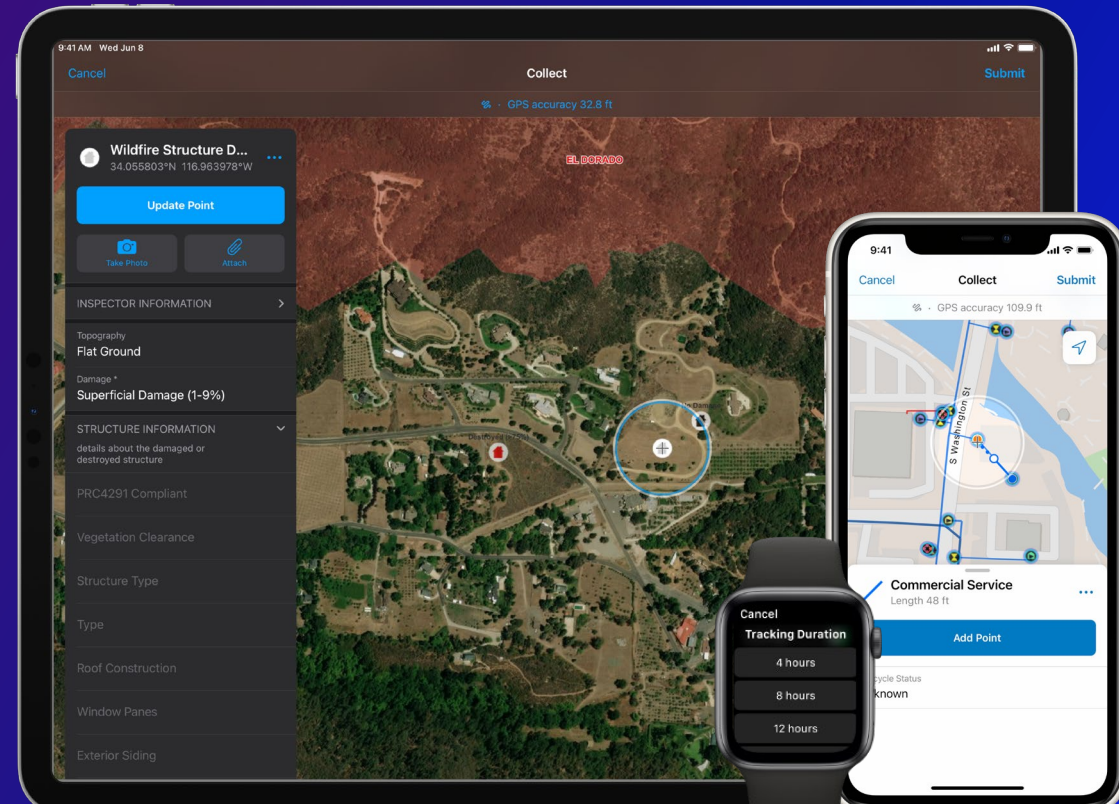 9:41 AM Wed Jun 8
Cancel
Collect
Submit
GPS accuracy 32.8 ft
Wildfire Structure D...
34.055803°N 116.963978°W
Update Point
Take Photo
Attach
INSPECTOR INFORMATION
Topography
Flat Ground
Damage *
Superficial Damage (1-9%)
STRUCTURE INFORMATION
details about the damaged or
destroyed structure
PRC4291 Compliant
Vegetation Clearance
Structure Type
Type
Roof Construction
Window Panes
Exterior Siding
EL DORADO
9:41
Cancel
Collect
Submit
GPS accuracy 109.9 ft
S Washington St
Commercial Service
Length 48 ft
Add Point
Status
Cancel
Tracking Duration
4 hours
8 hours
12 hours